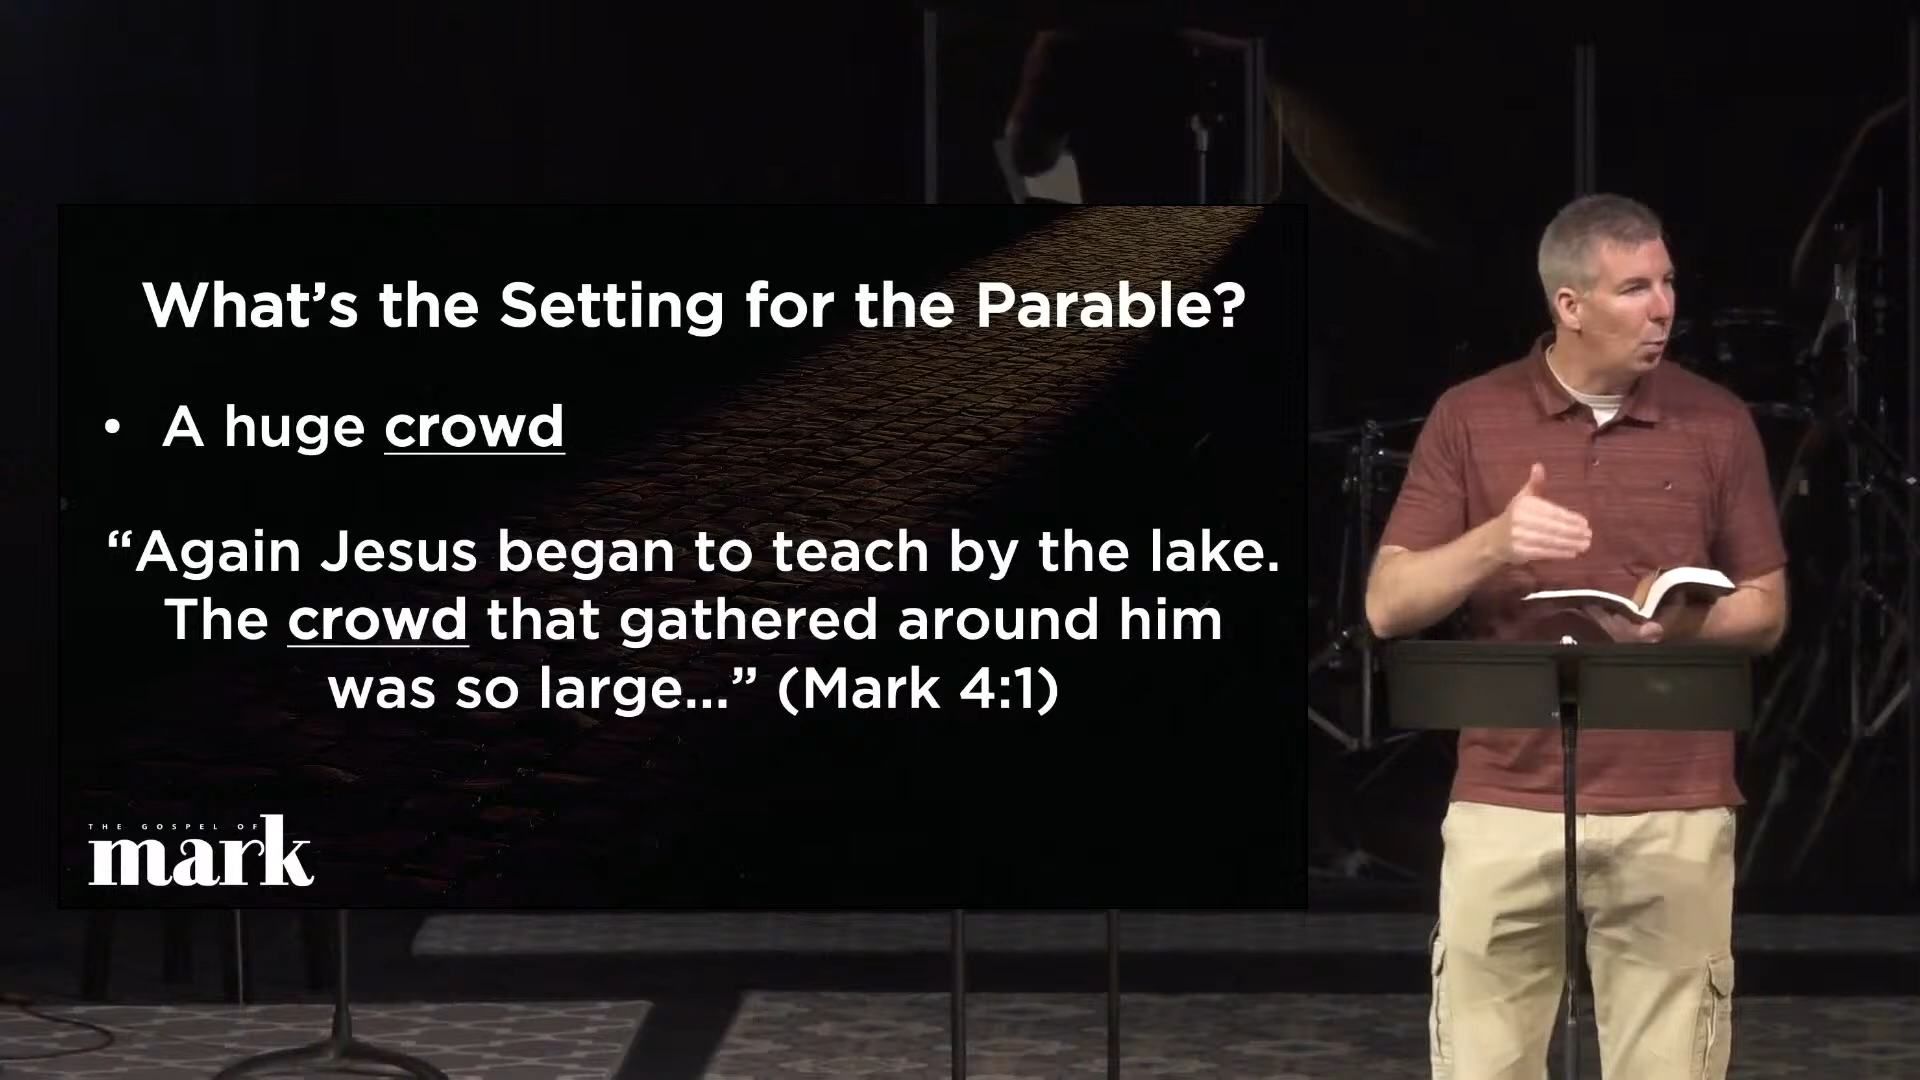 What’s the Setting for the Parable?
• A huge crowd
“Again Jesus began to teach by the lake.
The crowd that gathered around him
was so large...” (Mark 4:1)
THE GOSPEL OF
mark